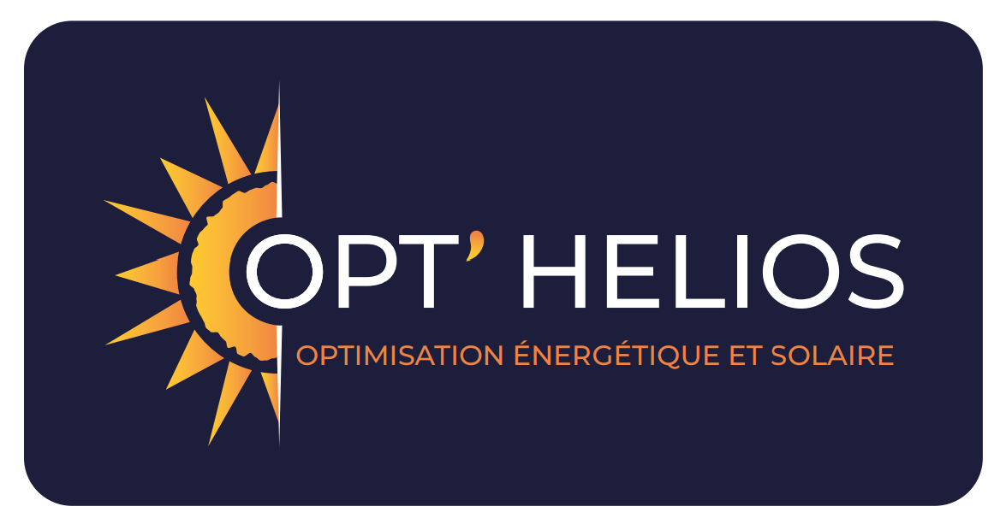 OPT’ HELIOS
OPTIMISATION ÉNERGÉTIQUE ET SOLAIRE